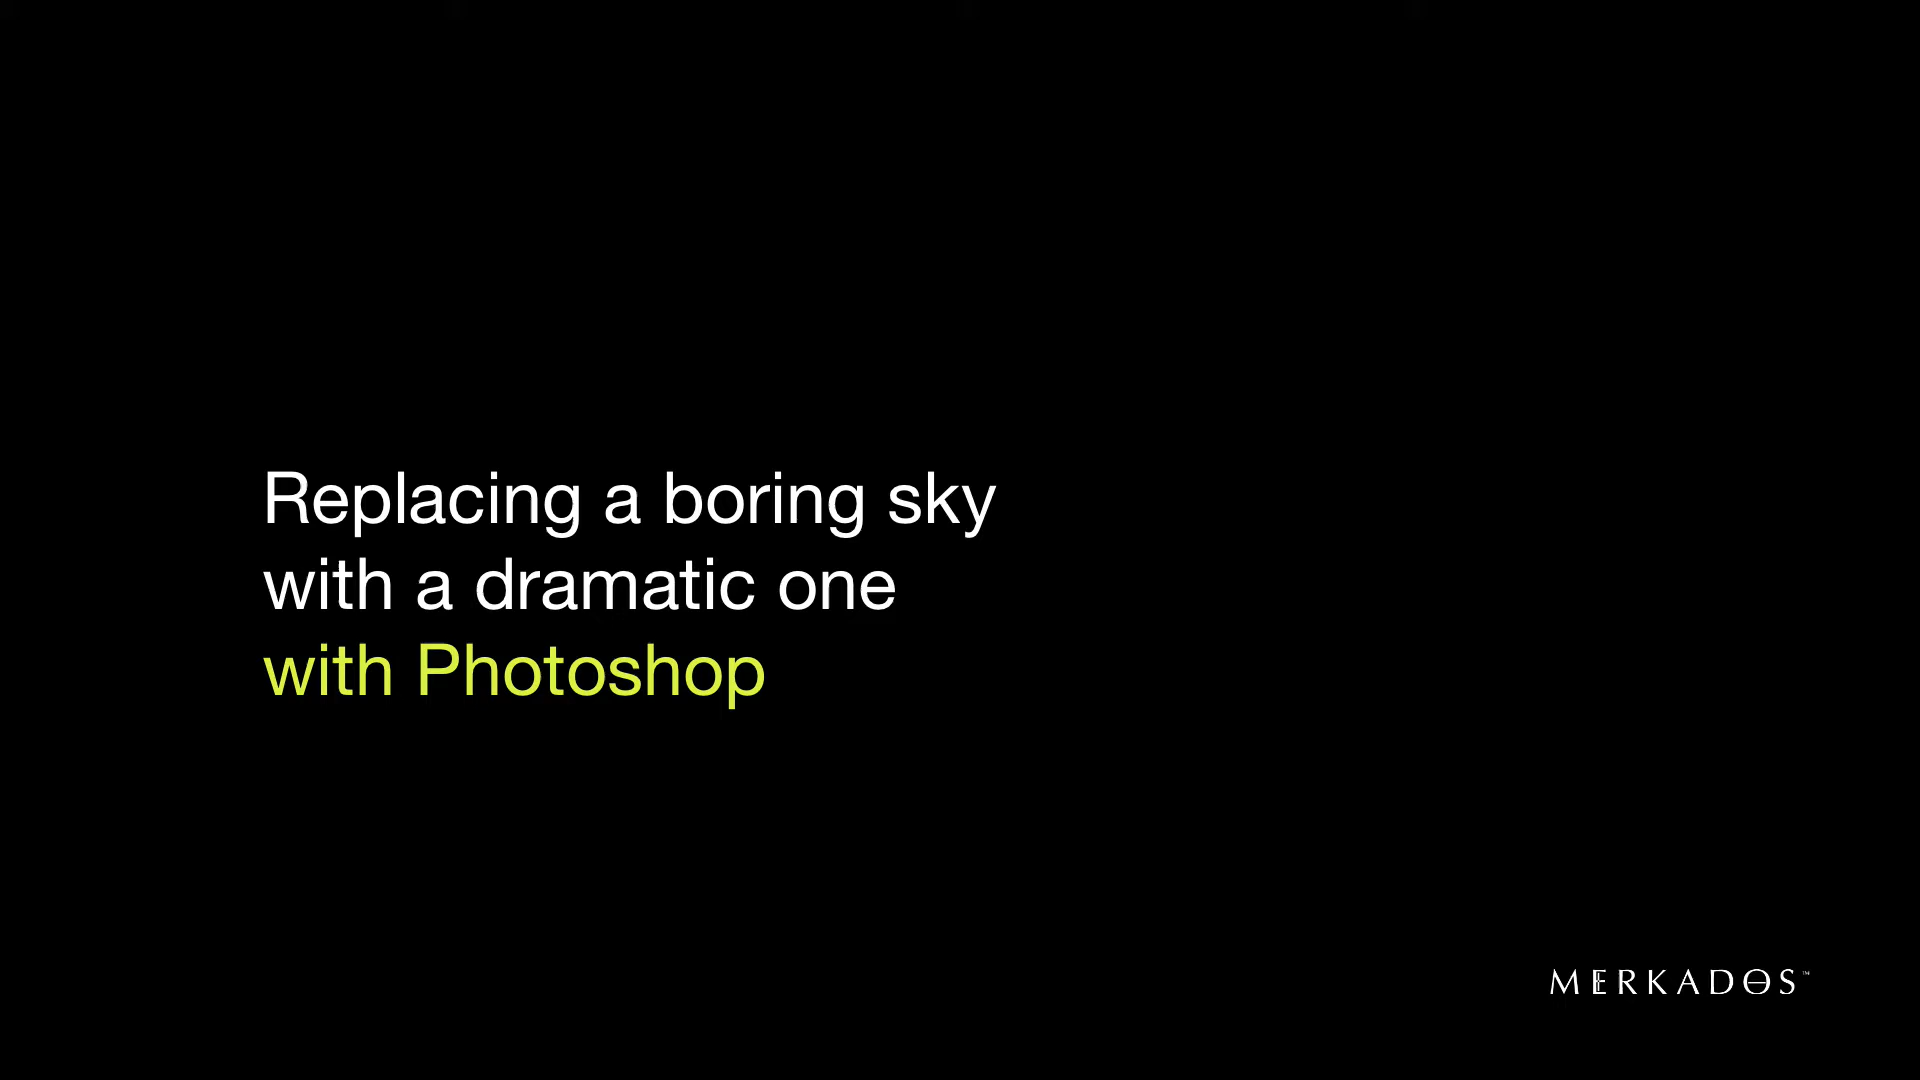 Replacing a boring sky
with a dramatic one
with Photoshop
MERKADOS™